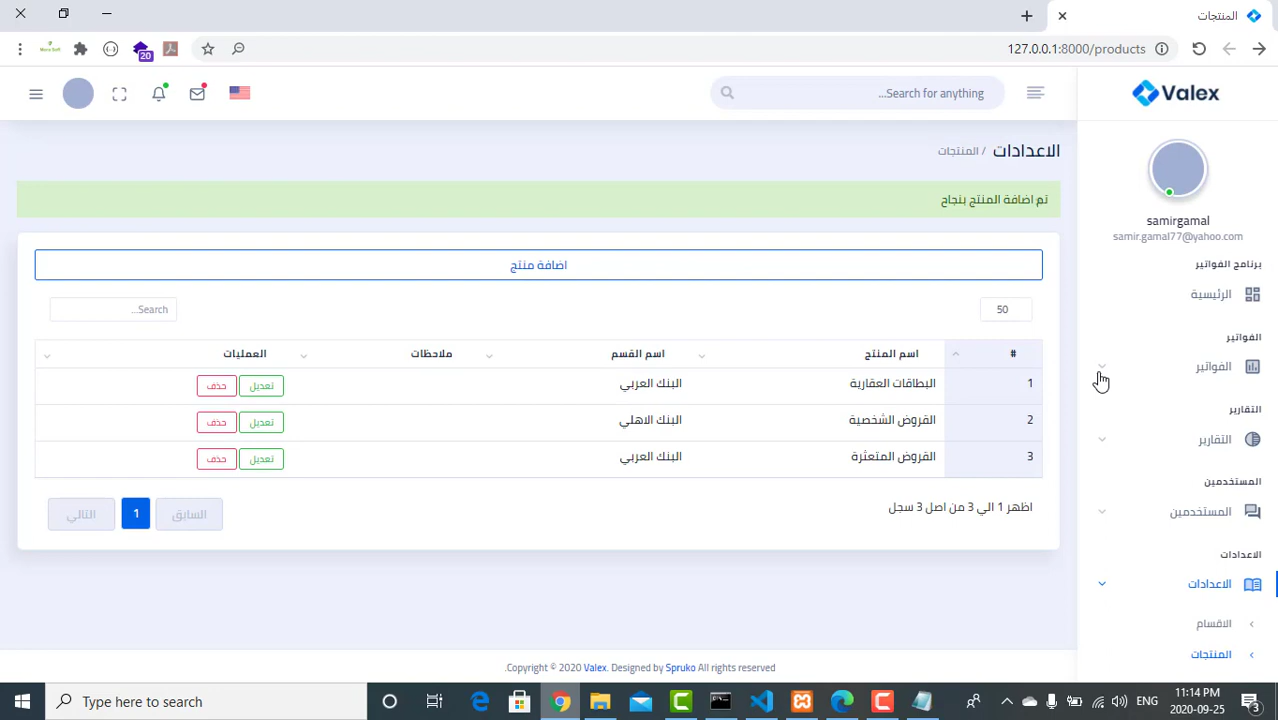 المنتجات
127.0.0.1:8000/products
20
Valex
Search for anything...
samirgamal
samir.gamal77@yahoo.com
برنامج الفواتير
الرئيسية
الفواتير
الفواتير
التقارير
التقارير
المستخدمين
المستخدمين
الاعدادات
الاعدادات
الاقسام
المنتجات
الاعدادات / المنتجات
تم اضافة المنتج بنجاح
اضافة منتج
50 Search...
# اسم المنتج اسم القسم ملاحظات العمليات
1 البطاقات العقارية البنك العربي تعديل حذف
2 القروض الشخصية البنك الاهلي تعديل حذف
3 القروض المتعثرة البنك العربي تعديل حذف
اظهر 1 الي 3 من اصل 3 سجل
السابق 1 التالي
.Copyright © 2020 Valex. Designed by Spruko All rights reserved
Type here to search
ENG
11:14 PM
2020-09-25
3